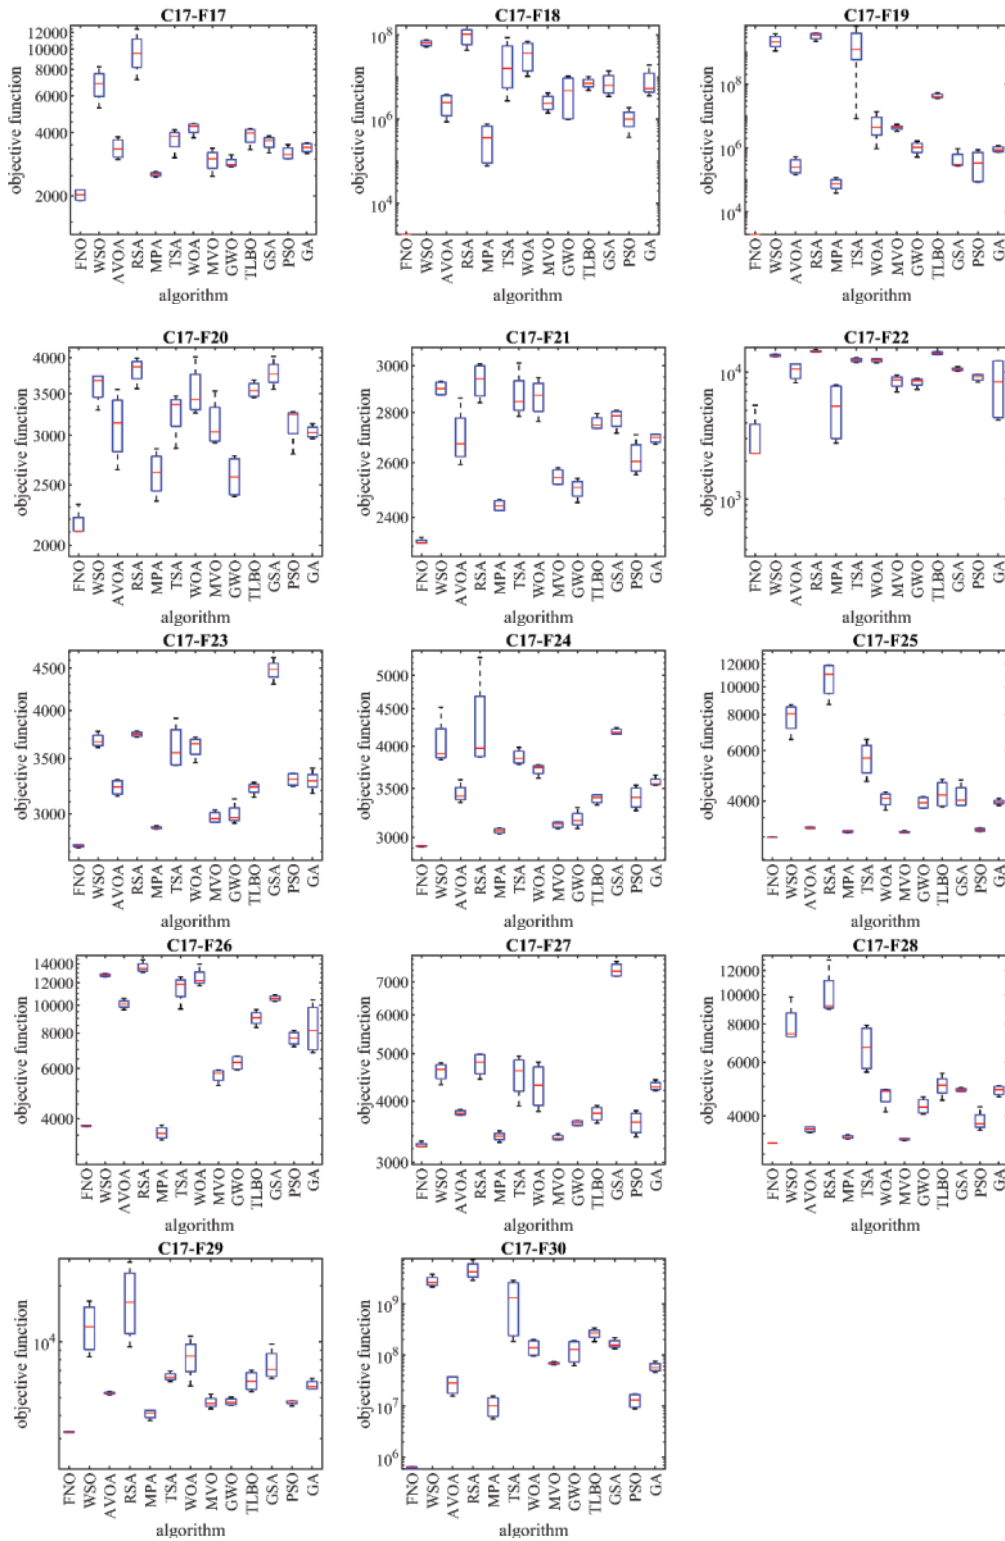 C17-F17
objective function
12000
10000
8000
6000
4000
2000
FNO WSO AVOA RSA MPA TSA WOA MVO GWO TLBO GSA PSO GA
algorithm
C17-F18
objective function
10^8
10^6
10^4
FNO WSO AVOA RSA MPA TSA WOA MVO GWO TLBO GSA PSO GA
algorithm
C17-F19
objective function
10^8
10^6
10^4
FNO WSO AVOA RSA MPA TSA WOA MVO GWO TLBO GSA PSO GA
algorithm
C17-F20
objective function
4000
3500
3000
2500
2000
FNO WSO AVOA RSA MPA TSA WOA MVO GWO TLBO GSA PSO GA
algorithm
C17-F21
objective function
3000
2800
2600
2400
FNO WSO AVOA RSA MPA TSA WOA MVO GWO TLBO GSA PSO GA
algorithm
C17-F22
objective function
10^4
10^3
FNO WSO AVOA RSA MPA TSA WOA MVO GWO TLBO GSA PSO GA
algorithm
C17-F23
objective function
4500
4000
3500
3000
FNO WSO AVOA RSA MPA TSA WOA MVO GWO TLBO GSA PSO GA
algorithm
C17-F24
objective function
5000
4500
4000
3500
3000
FNO WSO AVOA RSA MPA TSA WOA MVO GWO TLBO GSA PSO GA
algorithm
C17-F25
objective function
12000
10000
8000
6000
4000
FNO WSO AVOA RSA MPA TSA WOA MVO GWO TLBO GSA PSO GA
algorithm
C17-F26
objective function
14000
12000
10000
8000
6000
4000
FNO WSO AVOA RSA MPA TSA WOA MVO GWO TLBO GSA PSO GA
algorithm
C17-F27
objective function
7000
5000
4000
3000
FNO WSO AVOA RSA MPA TSA WOA MVO GWO TLBO GSA PSO GA
algorithm
C17-F28
objective function
12000
10000
8000
6000
4000
FNO WSO AVOA RSA MPA TSA WOA MVO GWO TLBO GSA PSO GA
algorithm
C17-F29
objective function
10^4
FNO WSO AVOA RSA MPA TSA WOA MVO GWO TLBO GSA PSO GA
algorithm
C17-F30
objective function
10^9
10^8
10^7
10^6
FNO WSO AVOA RSA MPA TSA WOA MVO GWO TLBO GSA PSO GA
algorithm